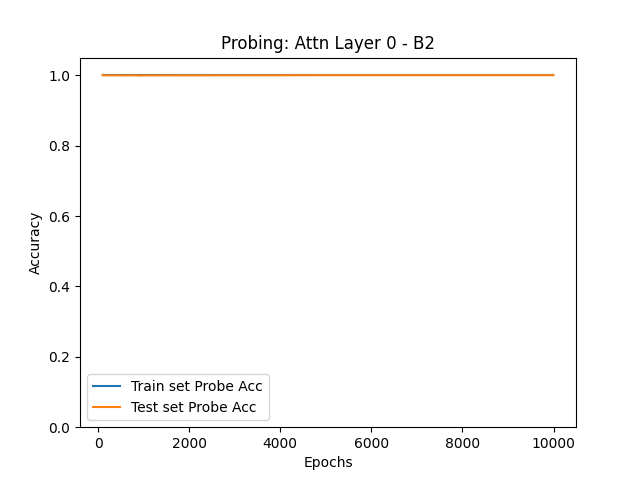 Probing: Attn Layer 0 - B2
1.0
0.8
0.6
0.4
0.2
0.0
Accuracy
Train set Probe Acc
Test set Probe Acc
0 2000 4000 6000 8000 10000
Epochs